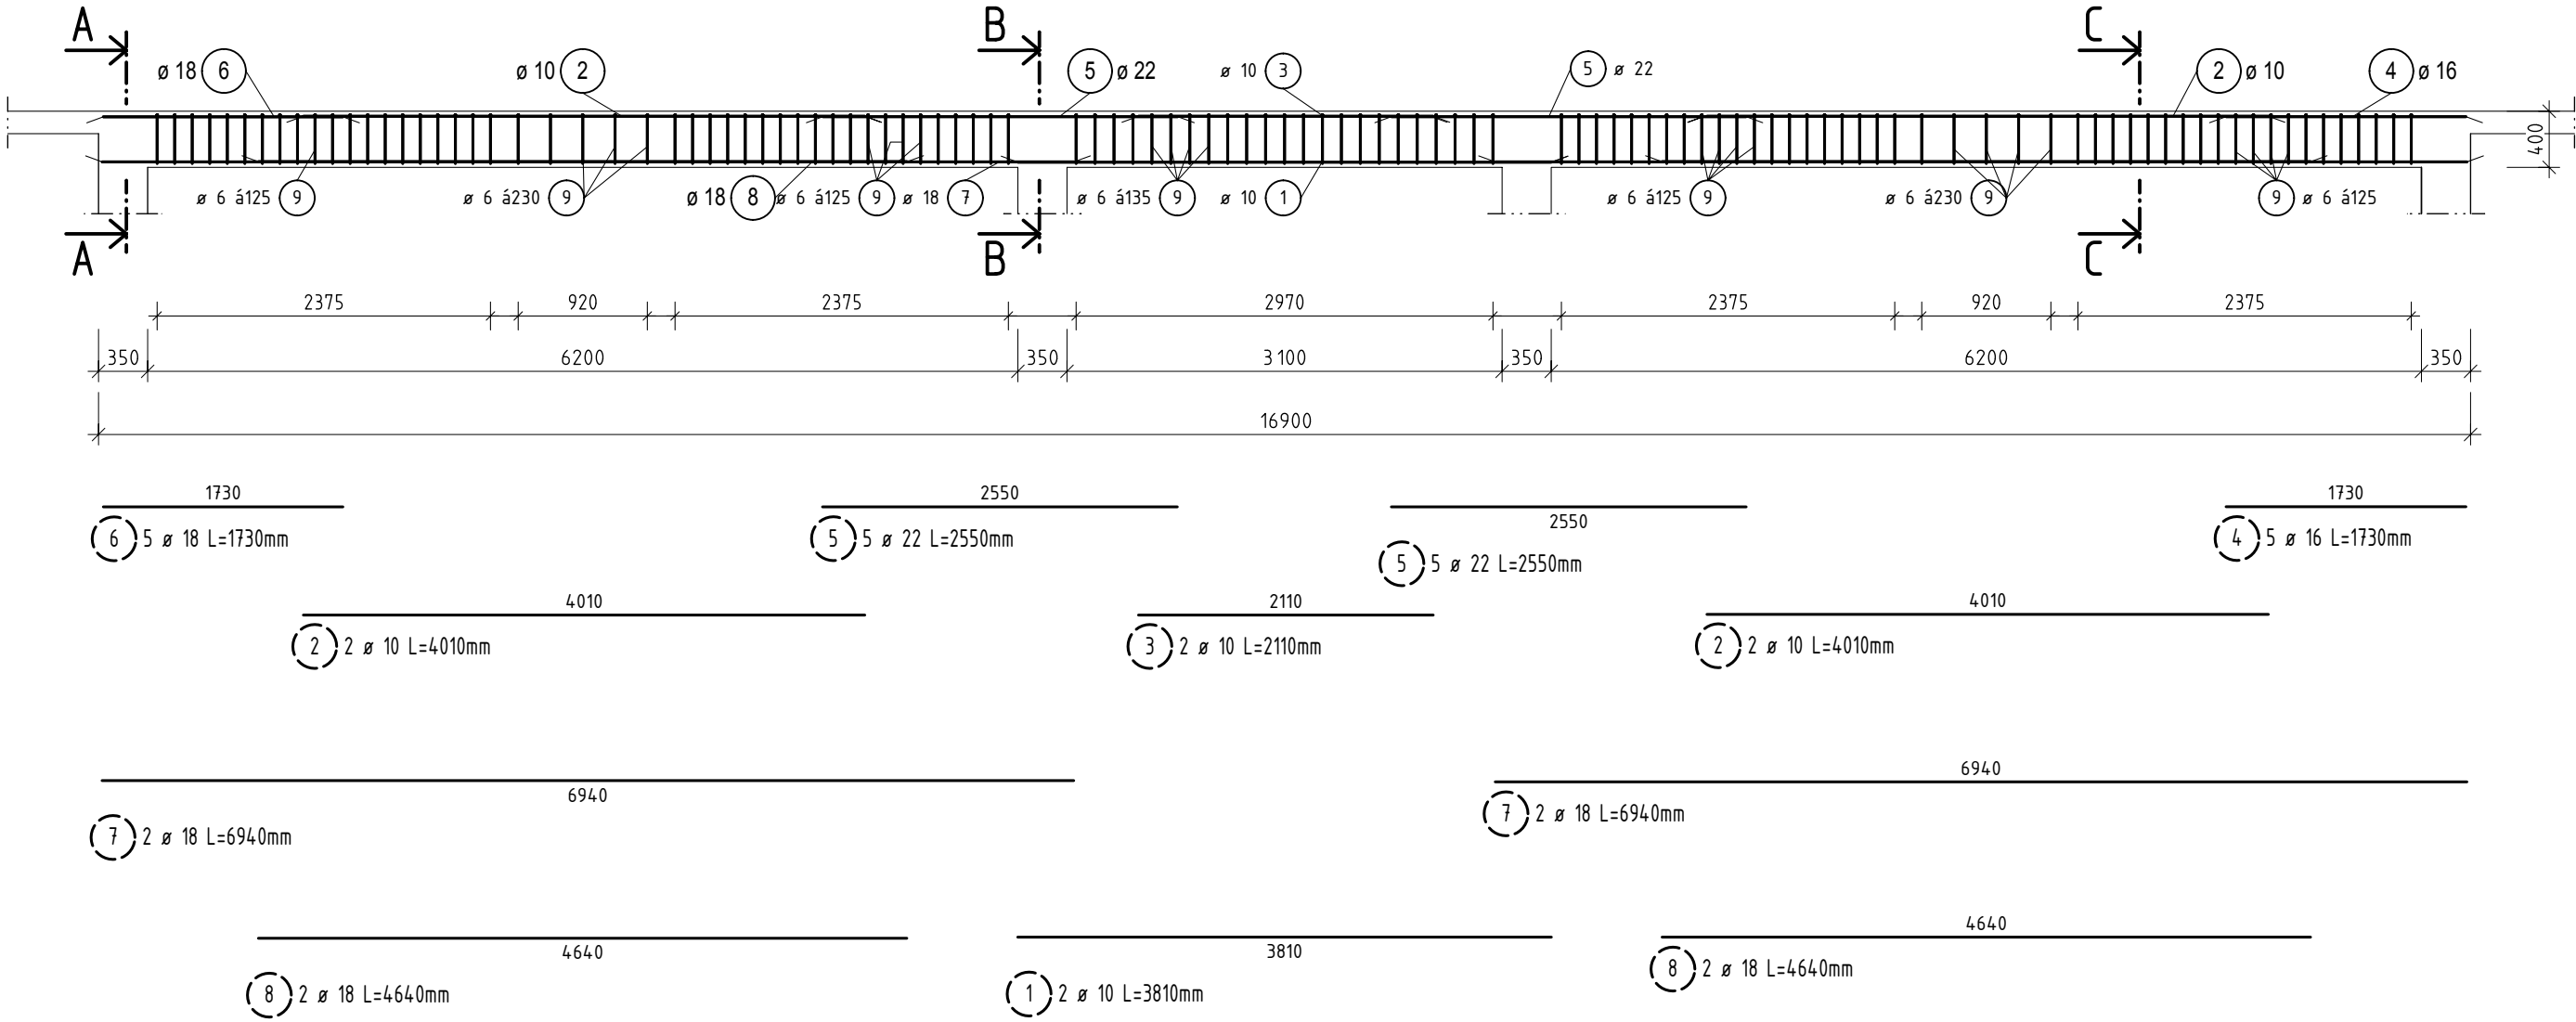 A B C
ø 18 6 ø 10 2 5 ø 22 ø 10 3 5 ø 22 2 ø 10 4 ø 16
400
ø 6 á125 9 ø 6 á230 9 ø 18 8 ø 6 á125 9 ø 18 7 ø 6 á135 9 ø 10 1 ø 6 á125 9 ø 6 á230 9 9 ø 6 á125
A B C
2375 920 2375 2970 2375 920 2375
350 6200 350 3100 350 6200 350
16900
1730 2550 2550 1730
6 5 ø 18 L=1730mm 5 5 ø 22 L=2550mm 5 5 ø 22 L=2550mm 4 5 ø 16 L=1730mm
4010 2110 4010
2 2 ø 10 L=4010mm 3 2 ø 10 L=2110mm 2 2 ø 10 L=4010mm
6940 6940
7 2 ø 18 L=6940mm 7 2 ø 18 L=6940mm
4640 3810 4640
8 2 ø 18 L=4640mm 1 2 ø 10 L=3810mm 8 2 ø 18 L=4640mm